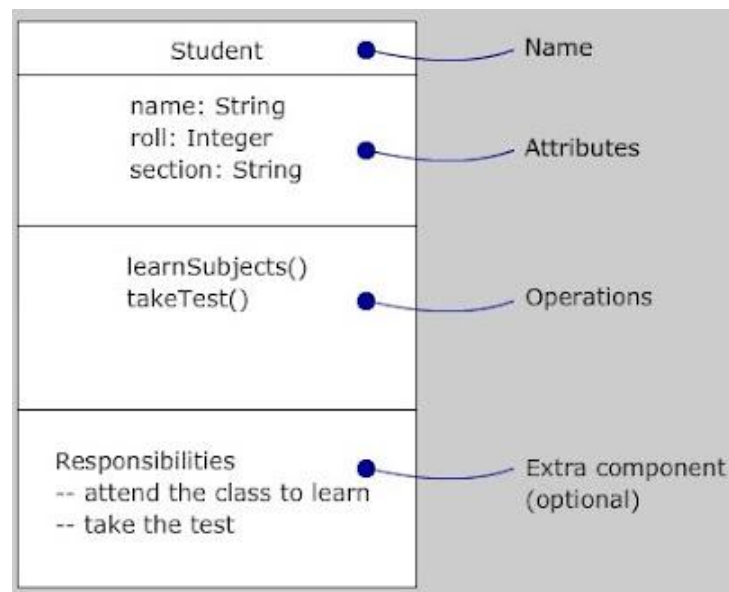 Student
Name
name: String
roll: Integer
section: String
Attributes
learnSubjects()
takeTest()
Operations
Responsibilities
-- attend the class to learn
-- take the test
Extra component
(optional)